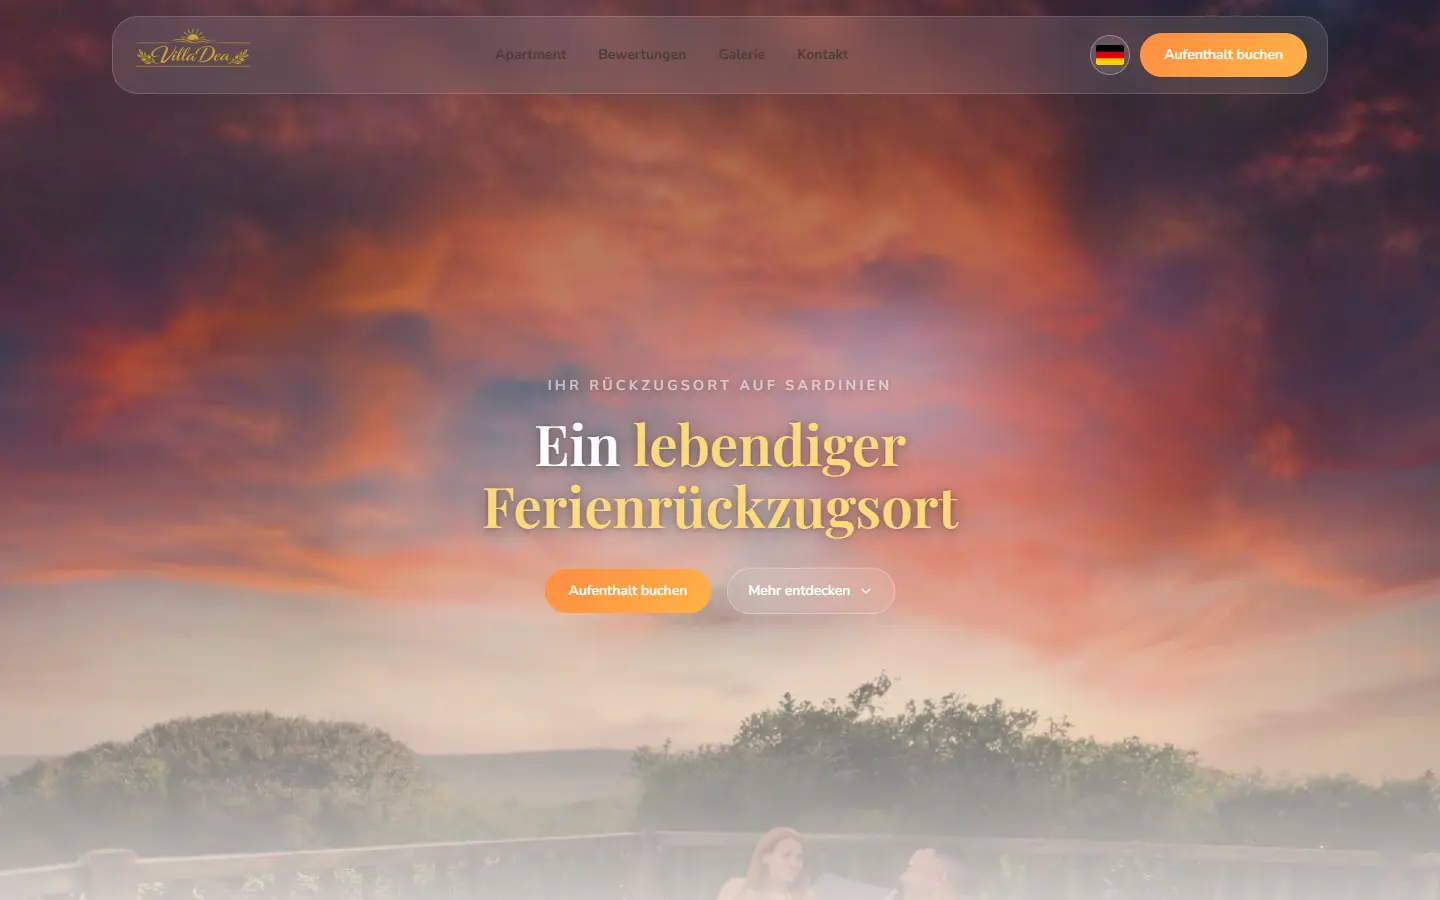 Villa Dea
Apartment
Bewertungen
Galerie
Kontakt
Aufenthalt buchen
IHR RÜCKZUGSORT AUF SARDINIEN
Ein lebendiger
Ferienrückzugsort
Aufenthalt buchen
Mehr entdecken